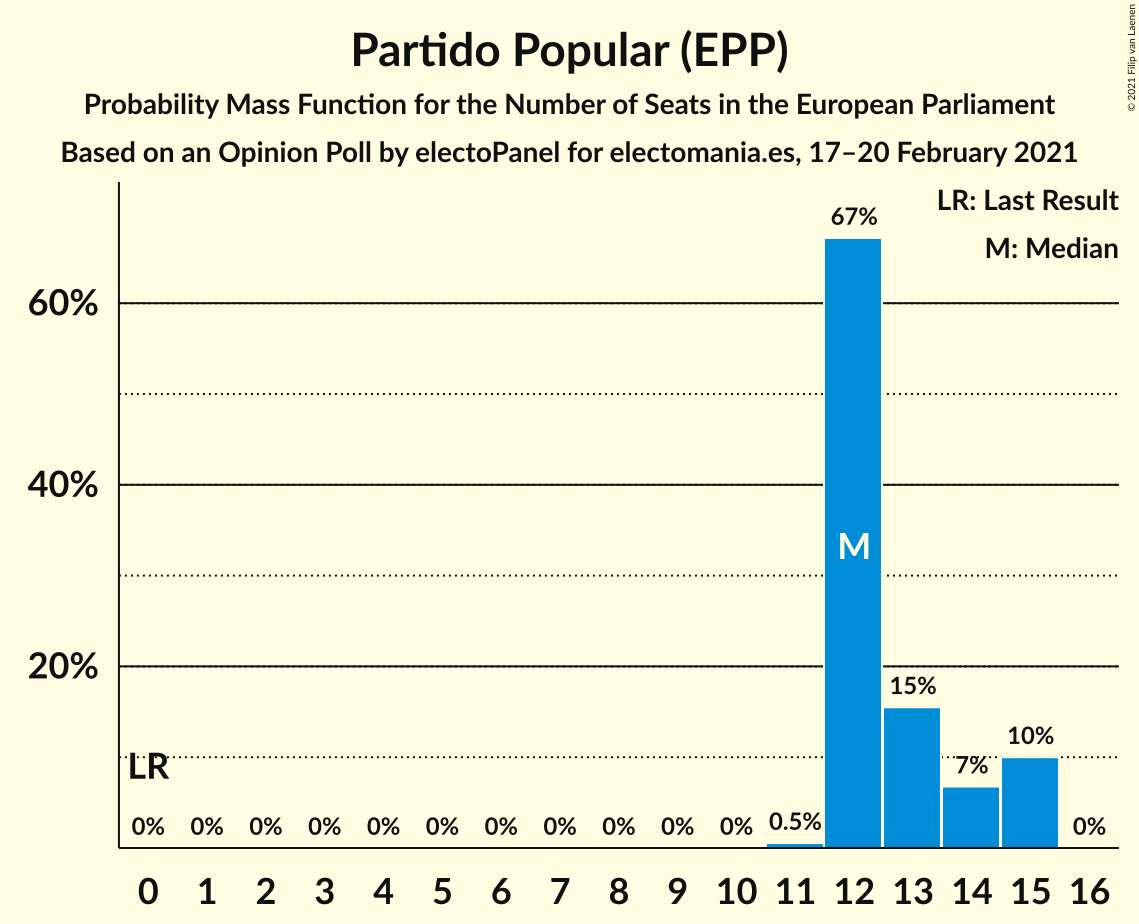 Partido Popular (EPP)
Probability Mass Function for the Number of Seats in the European Parliament
Based on an Opinion Poll by electoPanel for electomania.es, 17–20 February 2021
© 2021 Filip van Laenen
LR: Last Result
M: Median
67%
60%
40%
M
20%
15%
10%
LR
7%
0% 0% 0% 0% 0% 0% 0% 0% 0% 0% 0% 0.5% 0%
0 1 2 3 4 5 6 7 8 9 10 11 12 13 14 15 16